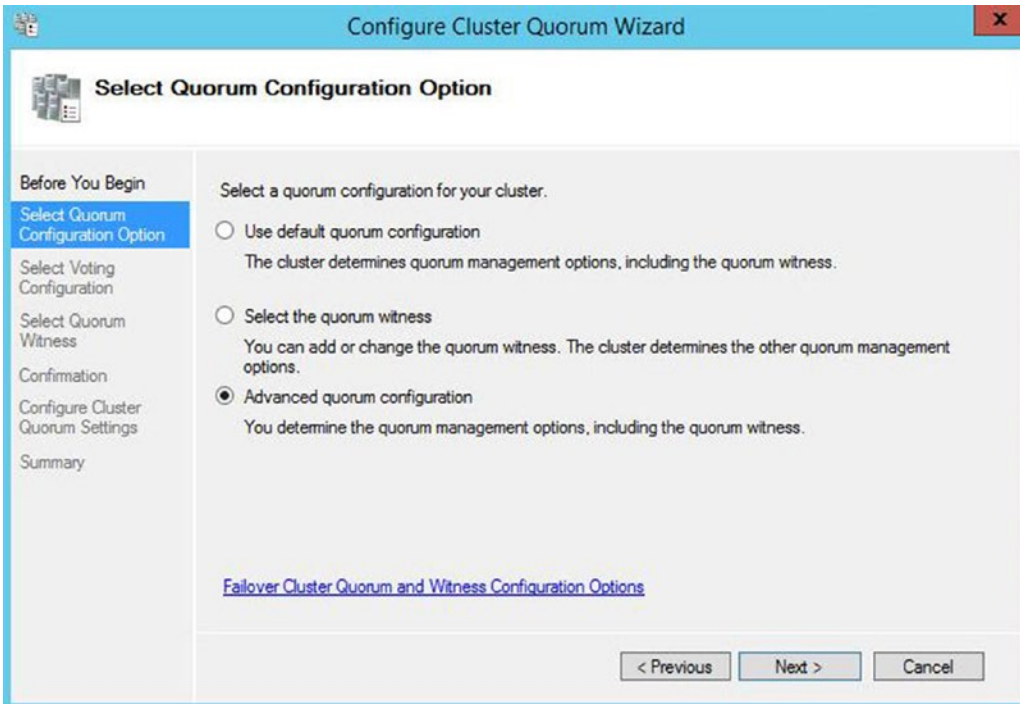 Configure Cluster Quorum Wizard
x
Select Quorum Configuration Option
Before You Begin
Select Quorum
Configuration Option
Select Voting
Configuration
Select Quorum
Witness
Confirmation
Configure Cluster
Quorum Settings
Summary
Select a quorum configuration for your cluster.
Use default quorum configuration
The cluster determines quorum management options, including the quorum witness.
Select the quorum witness
You can add or change the quorum witness. The cluster determines the other quorum management
options.
Advanced quorum configuration
You determine the quorum management options, including the quorum witness.
Failover Cluster Quorum and Witness Configuration Options
< Previous
Next >
Cancel